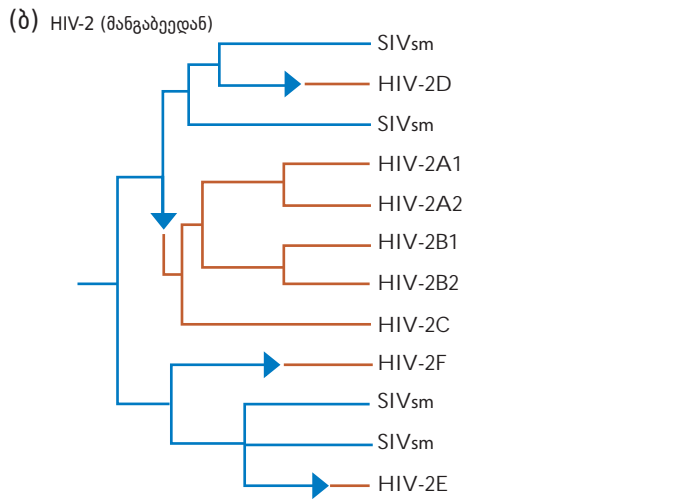 (ბ) HIV-2 (მანგაბეედან)
SIVsm
HIV-2D
SIVsm
HIV-2A1
HIV-2A2
HIV-2B1
HIV-2B2
HIV-2C
HIV-2F
SIVsm
SIVsm
HIV-2E